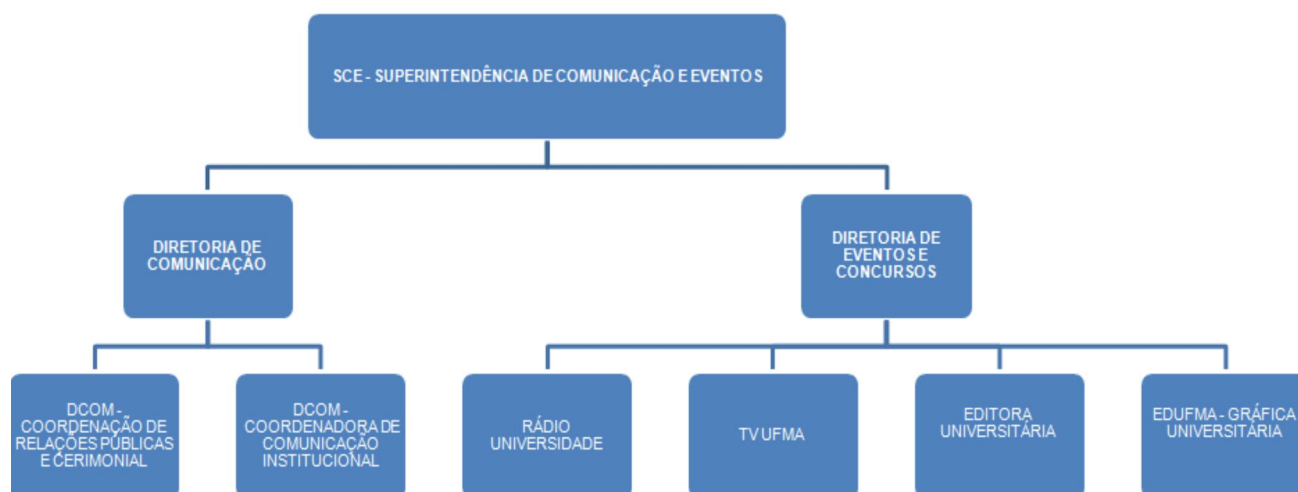 SCE - SUPERINTENDÊNCIA DE COMUNICAÇÃO E EVENTOS
DIRETORIA DE
COMUNICAÇÃO
DIRETORIA DE
EVENTOS E
CONCURSOS
DCOM -
COORDENAÇÃO DE
RELAÇÕES PÚBLICAS
E CERIMONIAL
DCOM -
COORDENADORA DE
COMUNICAÇÃO
INSTITUCIONAL
RÁDIO
UNIVERSIDADE
TV UFMA
EDITORA
UNIVERSITÁRIA
EDUFMA - GRÁFICA
UNIVERSITÁRIA